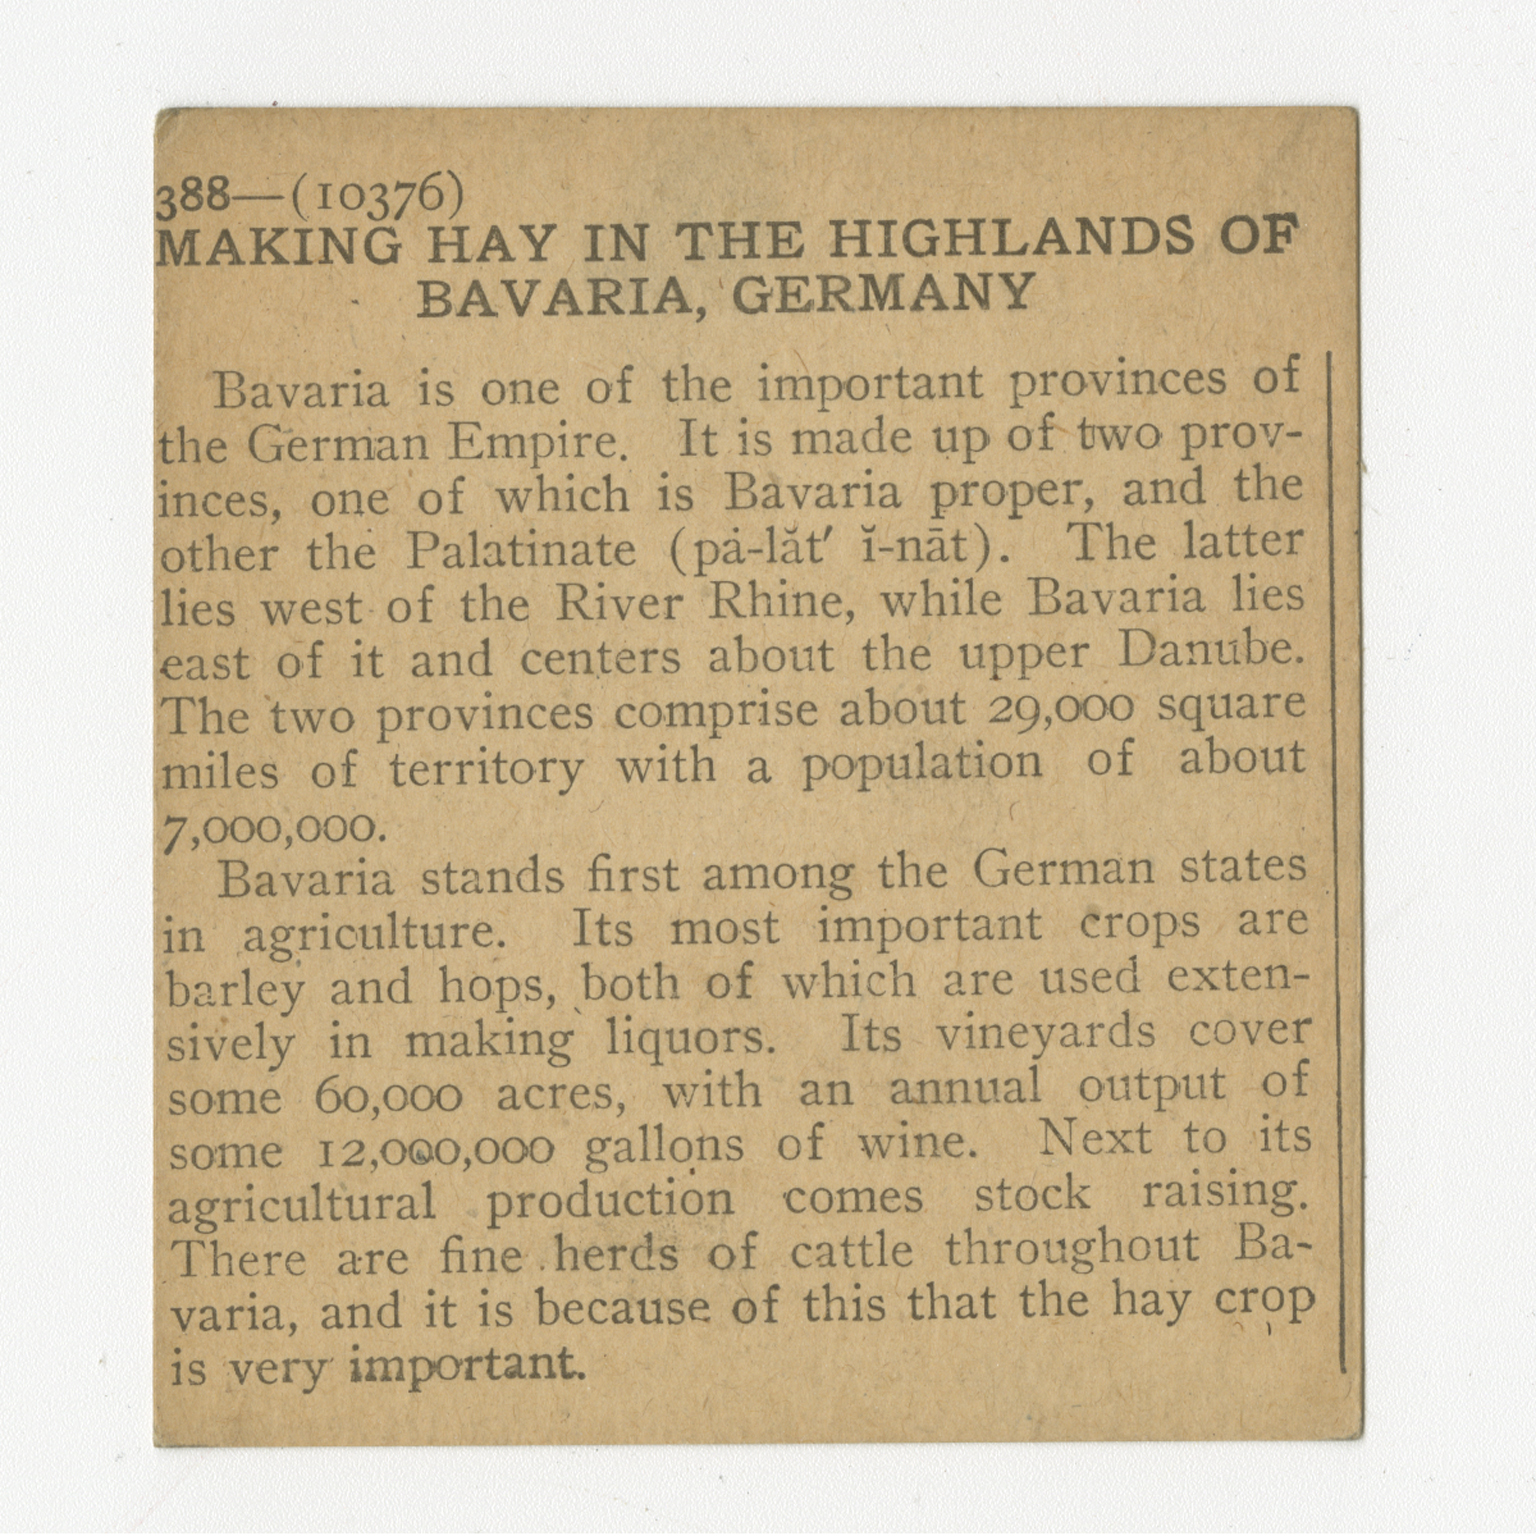 388—(10376)
MAKING HAY IN THE HIGHLANDS OF
BAVARIA, GERMANY
Bavaria is one of the important provinces of
the German Empire. It is made up of two prov-
inces, one of which is Bavaria proper, and the
other the Palatinate (pȧ-lăt′ ĭ-nāt). The latter
lies west of the River Rhine, while Bavaria lies
east of it and centers about the upper Danube.
The two provinces comprise about 29,000 square
miles of territory with a population of about
7,000,000.
Bavaria stands first among the German states
in agriculture. Its most important crops are
barley and hops, both of which are used exten-
sively in making liquors. Its vineyards cover
some 60,000 acres, with an annual output of
some 12,000,000 gallons of wine. Next to its
agricultural production comes stock raising.
There are fine herds of cattle throughout Ba-
varia, and it is because of this that the hay crop
is very important.